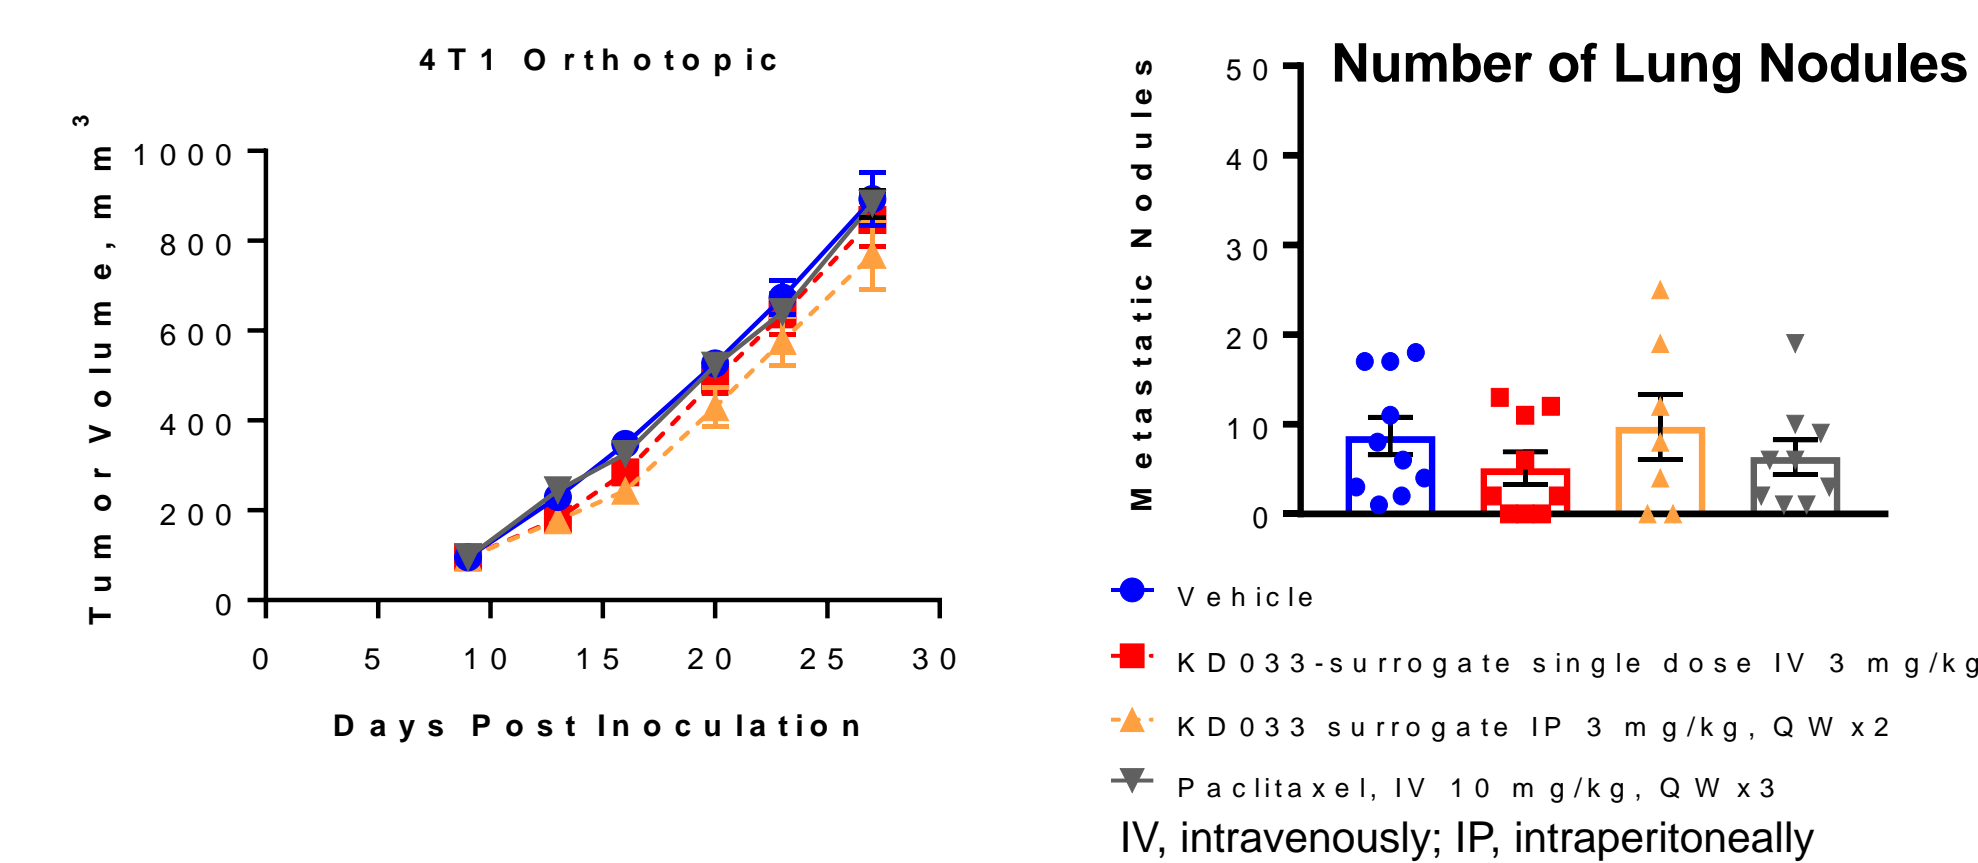 4T1 Orthotopic
Tumor Volume, mm³
1000
800
600
400
200
0
0 5 10 15 20 25 30
Days Post Inoculation
Number of Lung Nodules
Metastatic Nodules
50
40
30
20
10
0
Vehicle
KD033-surrogate single dose IV 3 mg/kg
KD033 surrogate IP 3 mg/kg, QW x2
Paclitaxel, IV 10 mg/kg, QW x3
IV, intravenously; IP, intraperitoneally